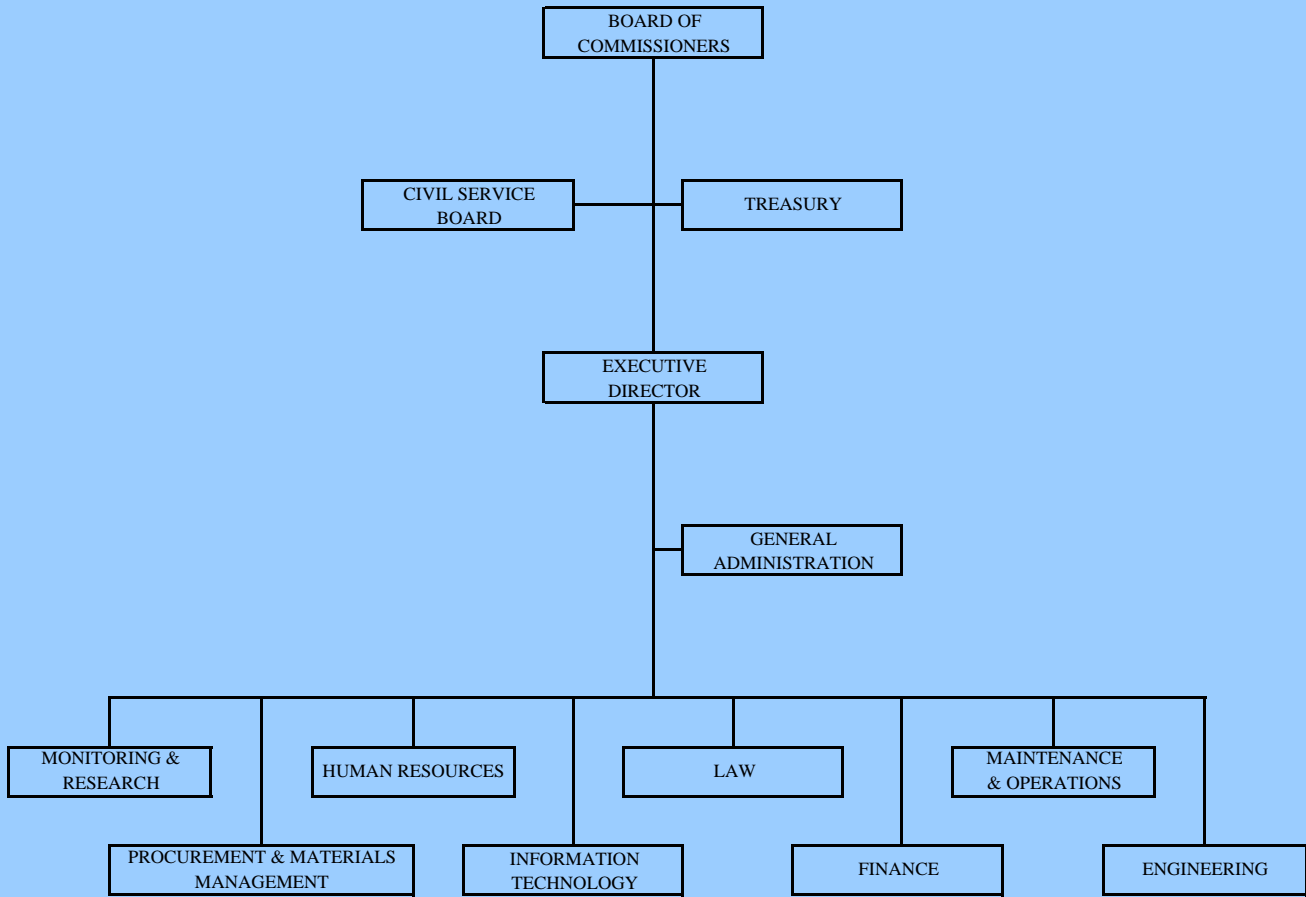 BOARD OF
COMMISSIONERS
CIVIL SERVICE
BOARD
TREASURY
EXECUTIVE
DIRECTOR
GENERAL
ADMINISTRATION
MONITORING &
RESEARCH
HUMAN RESOURCES
LAW
MAINTENANCE
& OPERATIONS
PROCUREMENT & MATERIALS
MANAGEMENT
INFORMATION
TECHNOLOGY
FINANCE
ENGINEERING